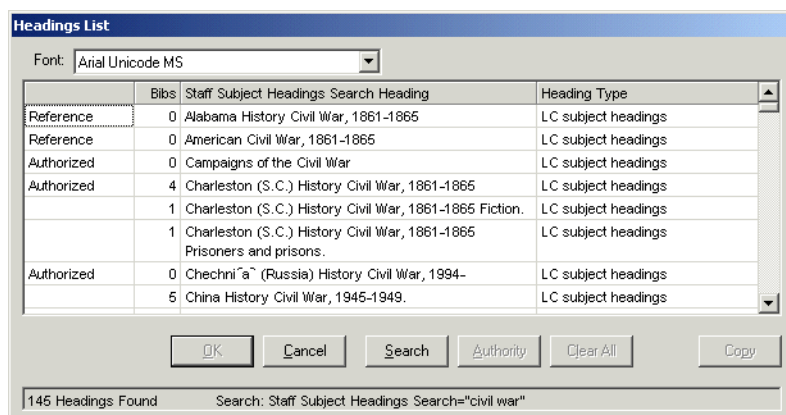 Headings List
Font: Arial Unicode MS
Bibs Staff Subject Headings Search Heading Heading Type
Reference 0 Alabama History Civil War, 1861-1865 LC subject headings
Reference 0 American Civil War, 1861-1865 LC subject headings
Authorized 0 Campaigns of the Civil War LC subject headings
Authorized 4 Charleston (S.C.) History Civil War, 1861-1865 LC subject headings
1 Charleston (S.C.) History Civil War, 1861-1865 Fiction. LC subject headings
1 Charleston (S.C.) History Civil War, 1861-1865 LC subject headings
Prisoners and prisons.
Authorized 0 Chechni͡a͡ (Russia) History Civil War, 1994- LC subject headings
5 China History Civil War, 1945-1949. LC subject headings
OK Cancel Search Authority Clear All Copy
145 Headings Found Search: Staff Subject Headings Search="civil war"